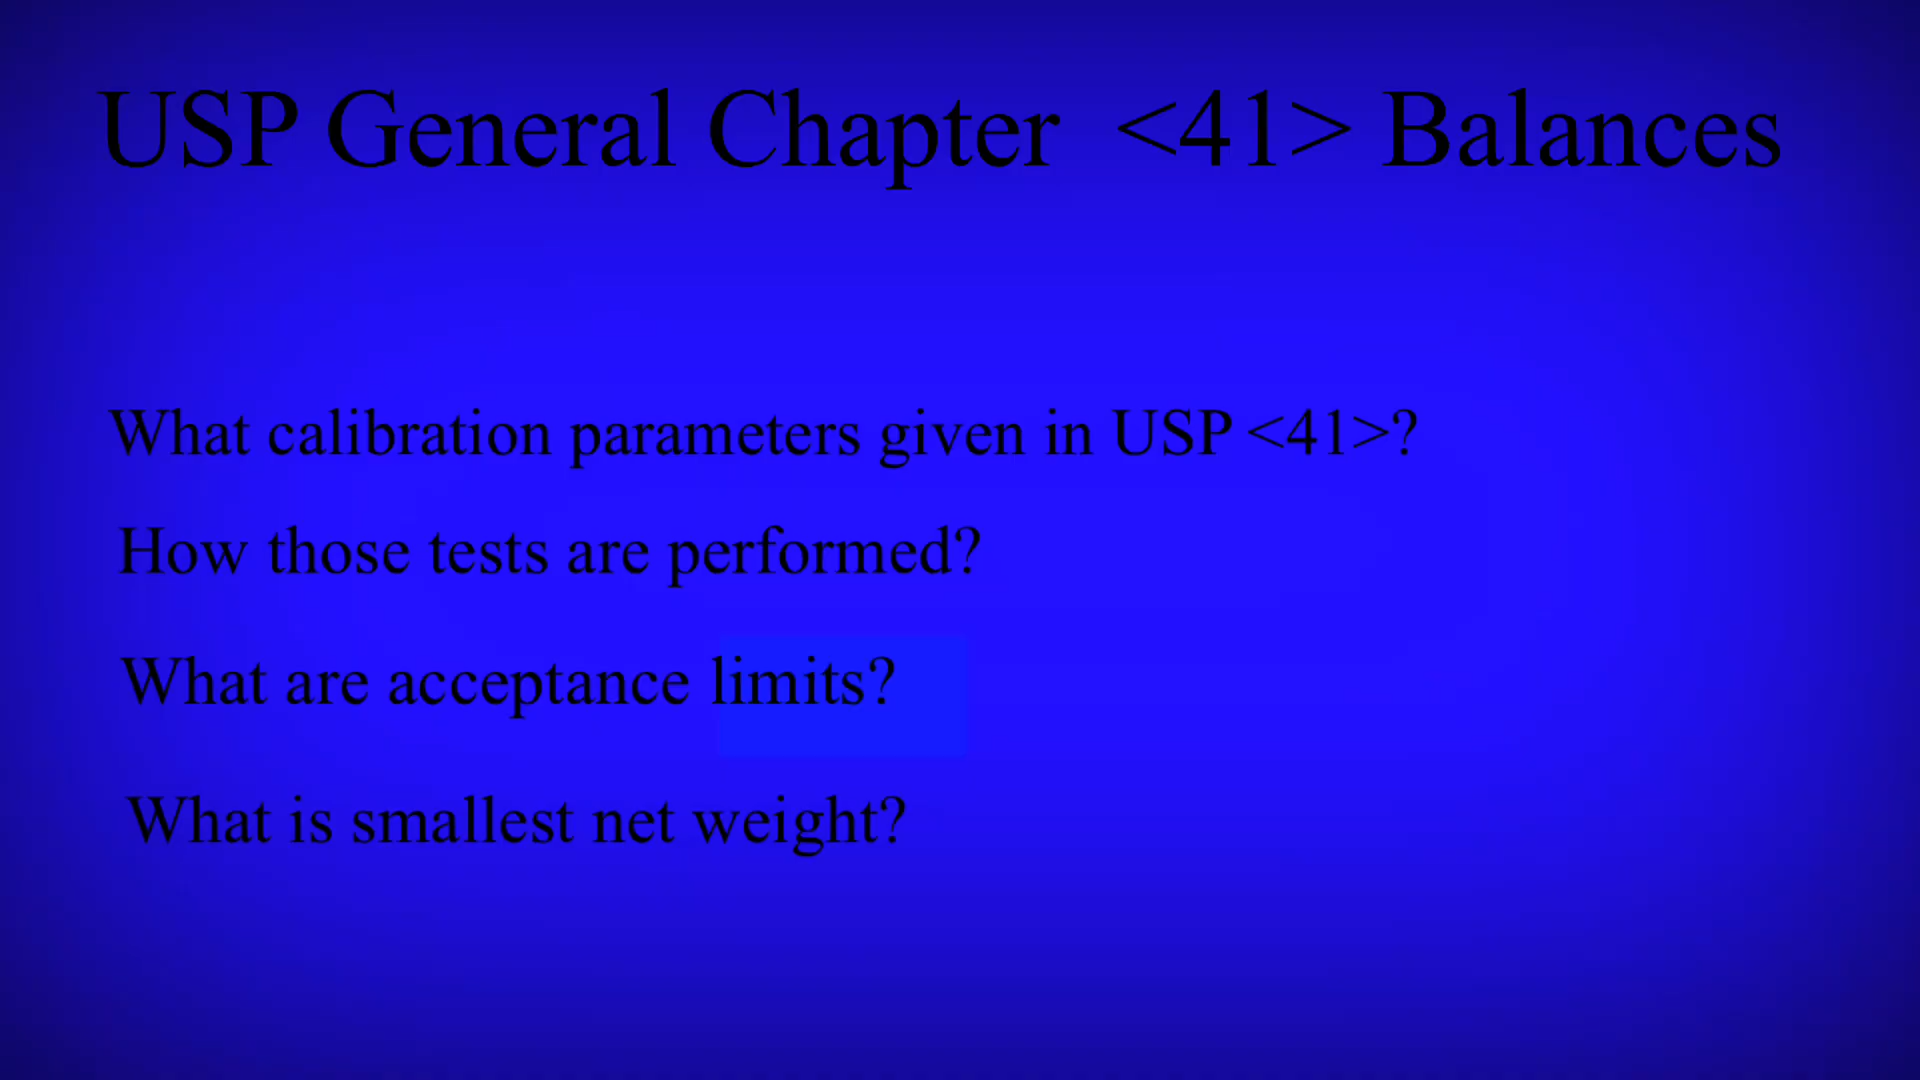 USP General Chapter <41> Balances
What calibration parameters given in USP <41>?
How those tests are performed?
What are acceptance limits?
What is smallest net weight?